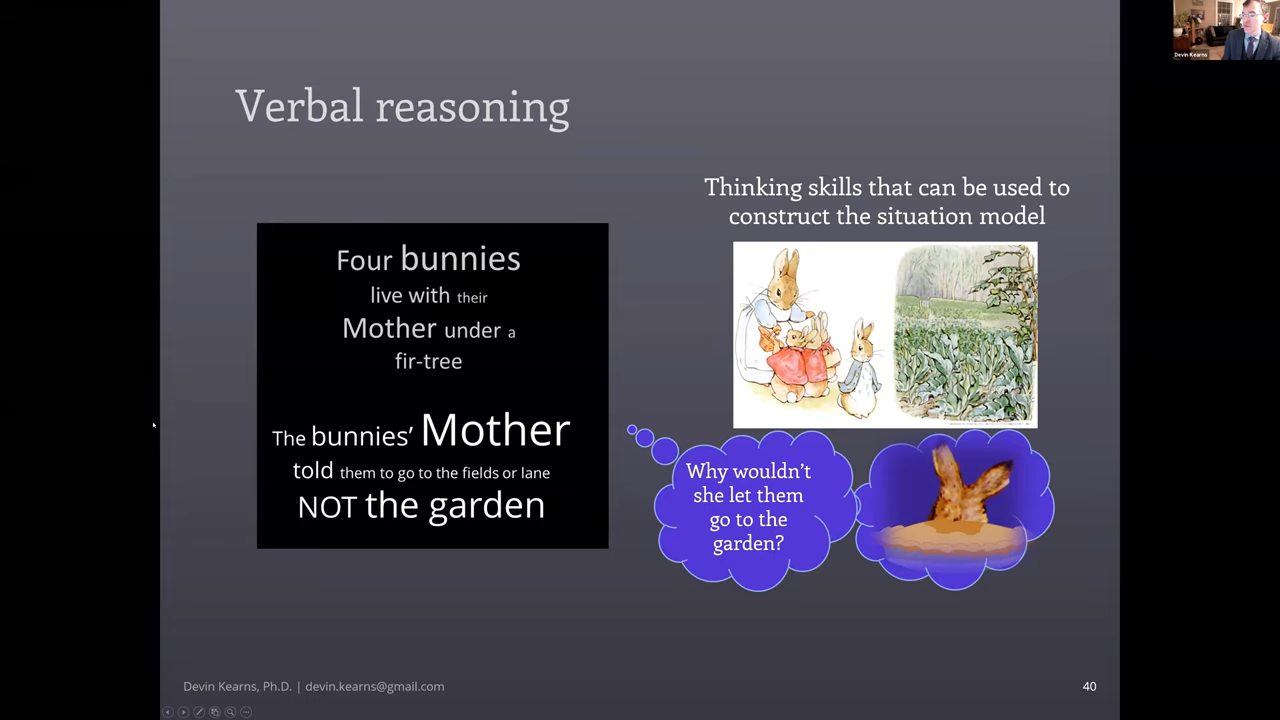 Devin Kearns
Verbal reasoning
Thinking skills that can be used to
construct the situation model
Four bunnies
live with their
Mother under a
fir-tree
The bunnies’ Mother
told them to go to the fields or lane
NOT the garden
Why wouldn’t
she let them
go to the
garden?
Devin Kearns, Ph.D. | devin.kearns@gmail.com
40